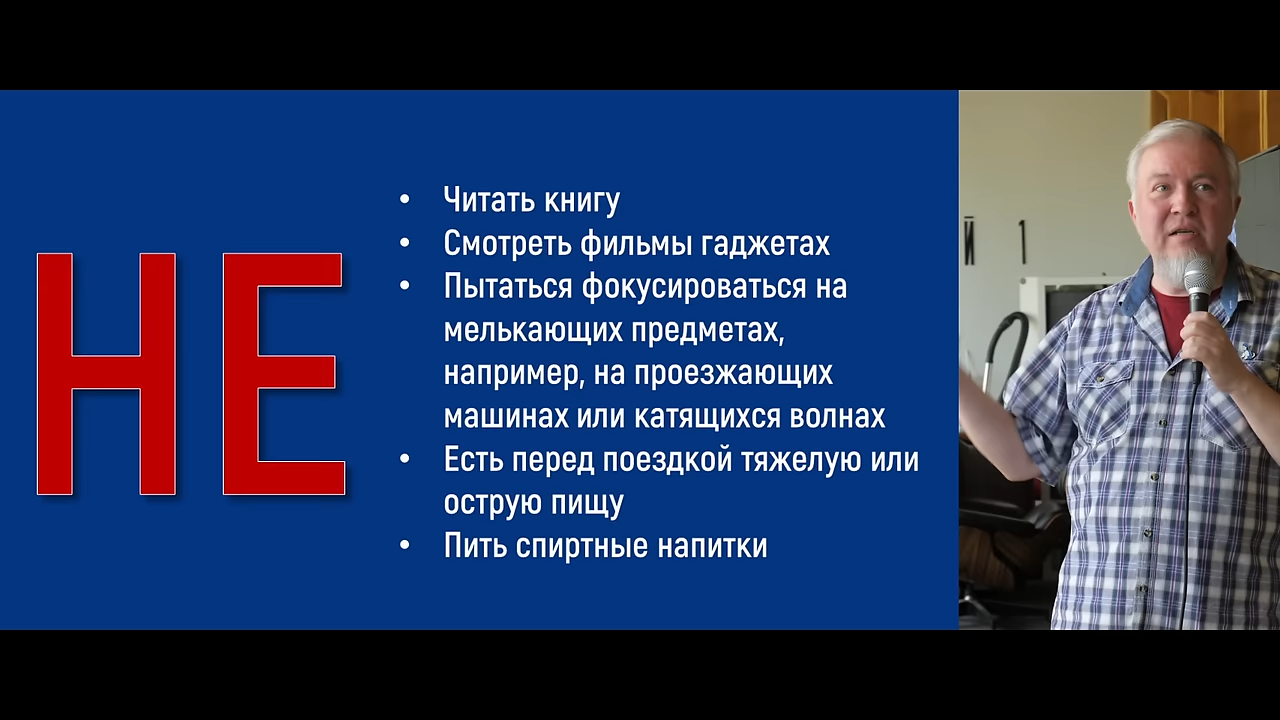 НЕ
• Читать книгу
• Смотреть фильмы гаджетах
• Пытаться фокусироваться на
мелькающих предметах,
например, на проезжающих
машинах или катящихся волнах
• Есть перед поездкой тяжелую или
острую пищу
• Пить спиртные напитки
Й 1